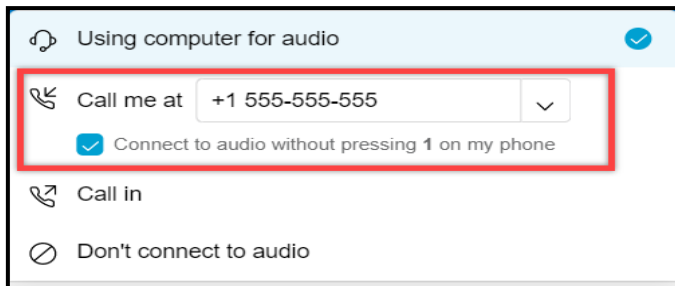 Using computer for audio
Call me at +1 555-555-555
Connect to audio without pressing 1 on my phone
Call in
Don't connect to audio